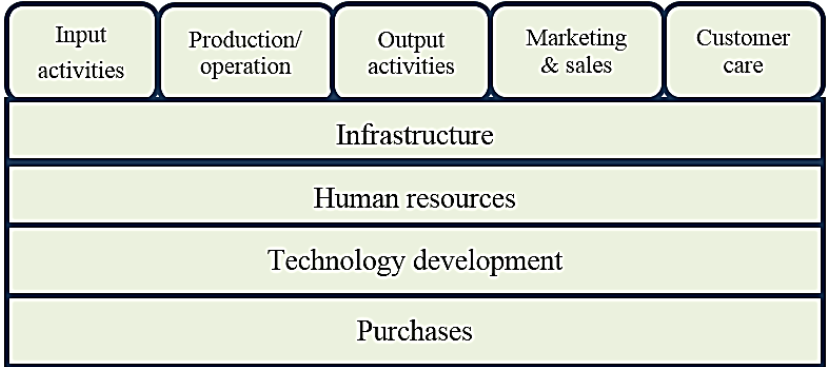 Input
activities
Production/
operation
Output
activities
Marketing
& sales
Customer
care
Infrastructure
Human resources
Technology development
Purchases